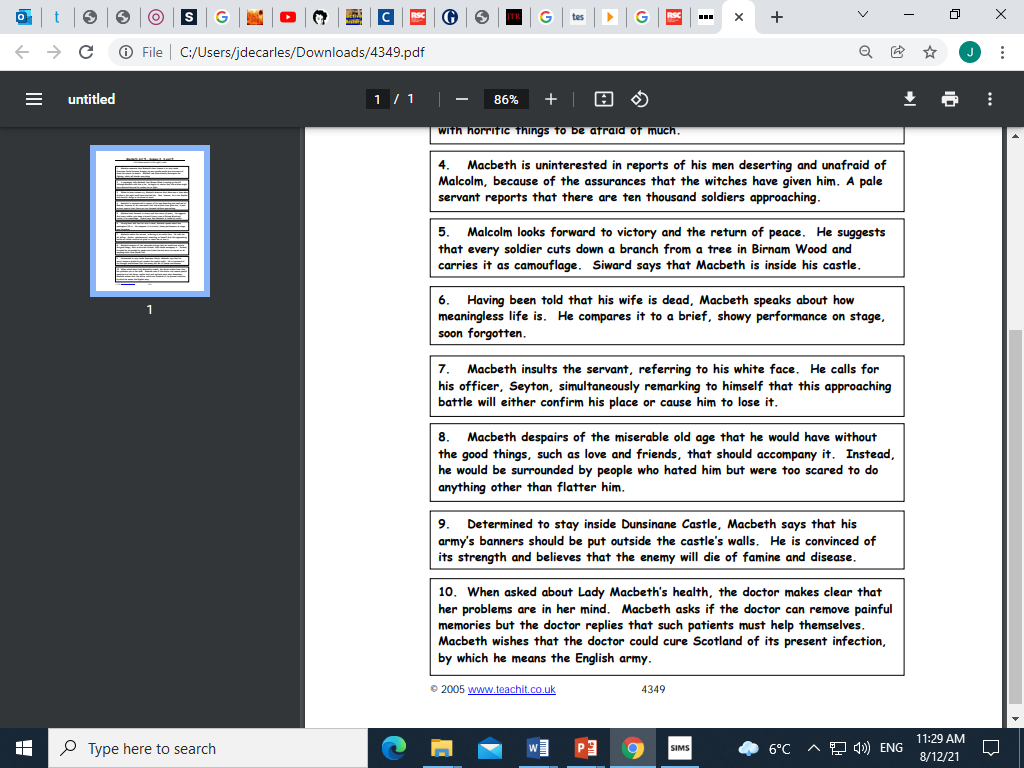 t
S
G
C
RSC
G
JTR
G
tes
G
RSC
File
C:/Users/jdecarles/Downloads/4349.pdf
J
untitled
1 / 1
86%
1
with horrific things to be afraid of much.
4. Macbeth is uninterested in reports of his men deserting and unafraid of
Malcolm, because of the assurances that the witches have given him. A pale
servant reports that there are ten thousand soldiers approaching.
5. Malcolm looks forward to victory and the return of peace. He suggests
that every soldier cuts down a branch from a tree in Birnam Wood and
carries it as camouflage. Siward says that Macbeth is inside his castle.
6. Having been told that his wife is dead, Macbeth speaks about how
meaningless life is. He compares it to a brief, showy performance on stage,
soon forgotten.
7. Macbeth insults the servant, referring to his white face. He calls for
his officer, Seyton, simultaneously remarking to himself that this approaching
battle will either confirm his place or cause him to lose it.
8. Macbeth despairs of the miserable old age that he would have without
the good things, such as love and friends, that should accompany it. Instead,
he would be surrounded by people who hated him but were too scared to do
anything other than flatter him.
9. Determined to stay inside Dunsinane Castle, Macbeth says that his
army's banners should be put outside the castle's walls. He is convinced of
its strength and believes that the enemy will die of famine and disease.
10. When asked about Lady Macbeth's health, the doctor makes clear that
her problems are in her mind. Macbeth asks if the doctor can remove painful
memories but the doctor replies that such patients must help themselves.
Macbeth wishes that the doctor could cure Scotland of its present infection,
by which he means the English army.
© 2005 www.teachit.co.uk 4349
Type here to search
SIMS
6°C
ENG
11:29 AM
8/12/21